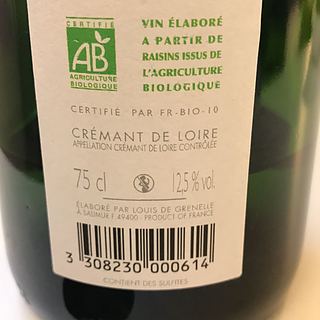 CERTIFIÉ
AB
AGRICULTURE
BIOLOGIQUE
VIN ÉLABORÉ
A PARTIR DE
RAISINS ISSUS DE
L'AGRICULTURE
BIOLOGIQUE
CERTIFIÉ PAR FR-BIO-10
CRÉMANT DE LOIRE
APPELLATION CRÉMANT DE LOIRE CONTRÔLÉE
75 cl 12,5% vol.
ÉLABORÉ PAR LOUIS DE GRENELLE
À SAUMUR F 49400 - PRODUCT OF FRANCE
3 308230 000614
CONTIENT DES SULFITES